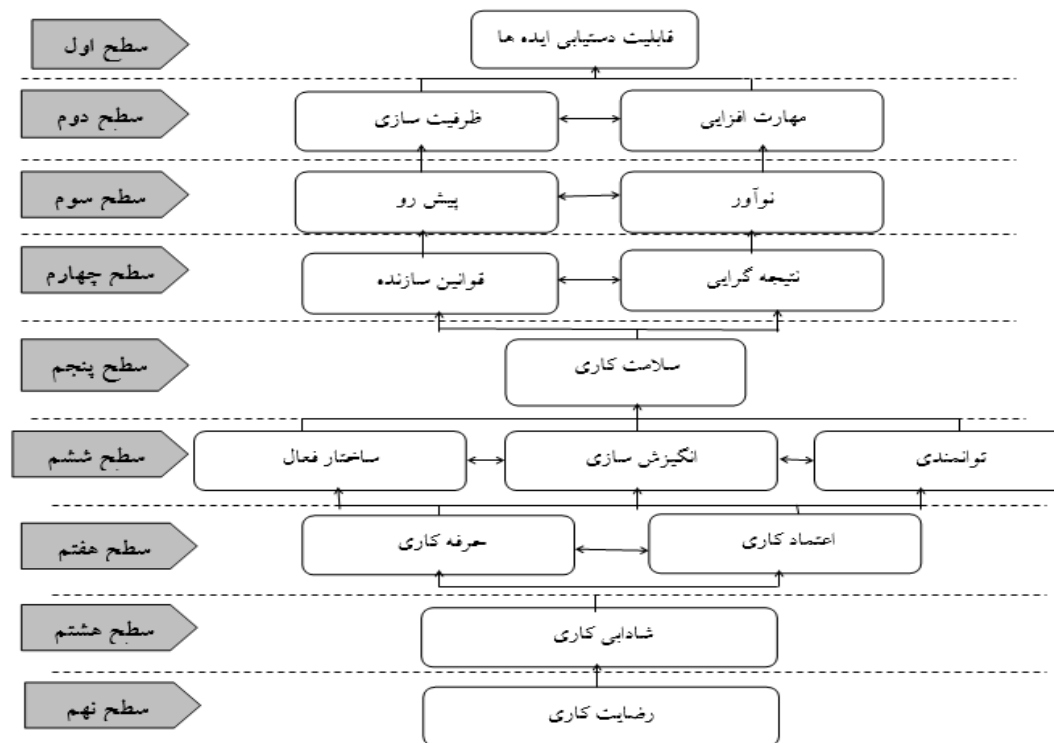 سطح اول
قابلیت دستیابی ایده ها
سطح دوم
مهارت افزایی
ظرفیت سازی
سطح سوم
نوآور
پیش رو
سطح چهارم
نتیجه گرایی
قوانین سازنده
سطح پنجم
سلامت کاری
سطح ششم
توانمندی
انگیزش سازی
ساختار فعال
سطح هفتم
اعتماد کاری
حرفه کاری
سطح هشتم
شادابی کاری
سطح نهم
رضایت کاری